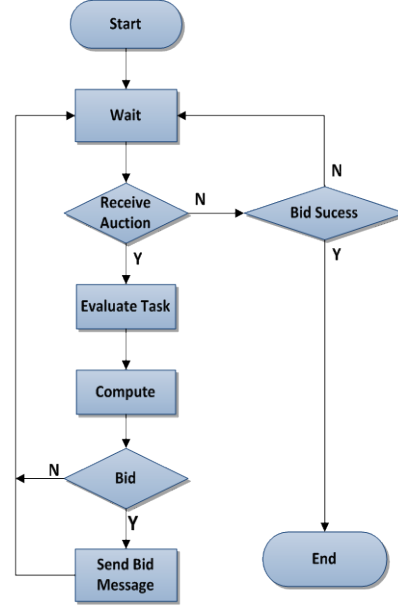 Start
Wait
Receive
Auction
N
Bid Sucess
N
Y
Y
Evaluate Task
Compute
Bid
N
Y
Send Bid
Message
End